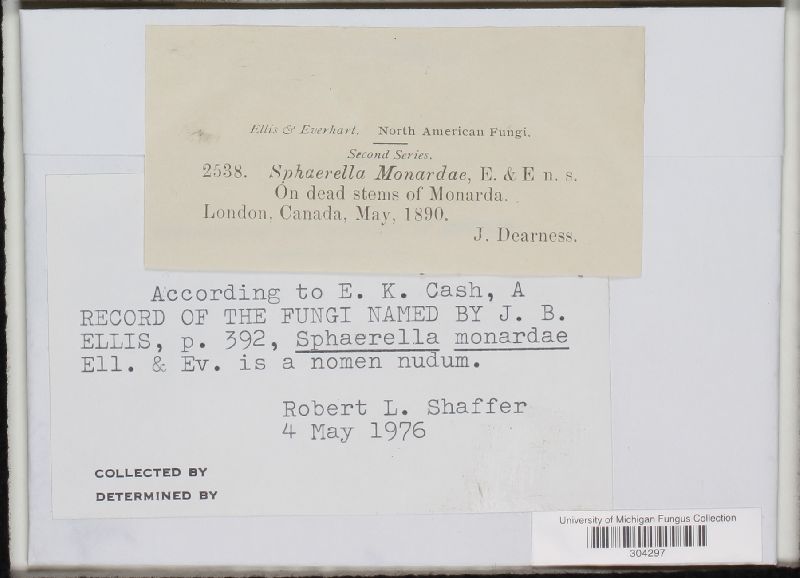 Ellis & Everhart. North American Fungi.
Second Series.
2538. Sphaerella Monardae, E. & E n. s.
On dead stems of Monarda.
London, Canada, May, 1890.
J. Dearness.
According to E. K. Cash, A
RECORD OF THE FUNGI NAMED BY J. B.
ELLIS, p. 392, Sphaerella monardae
Ell. & Ev. is a nomen nudum.
Robert L. Shaffer
4 May 1976
COLLECTED BY
DETERMINED BY
University of Michigan Fungus Collection
304297